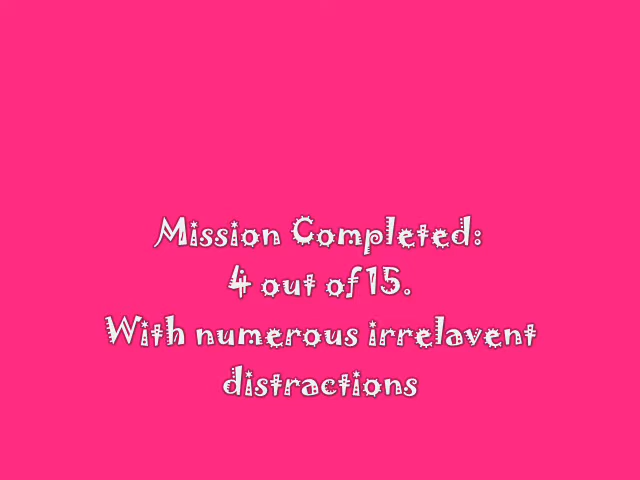 Mission Completed:
4 out of 15.
With numerous irrelavent
distractions